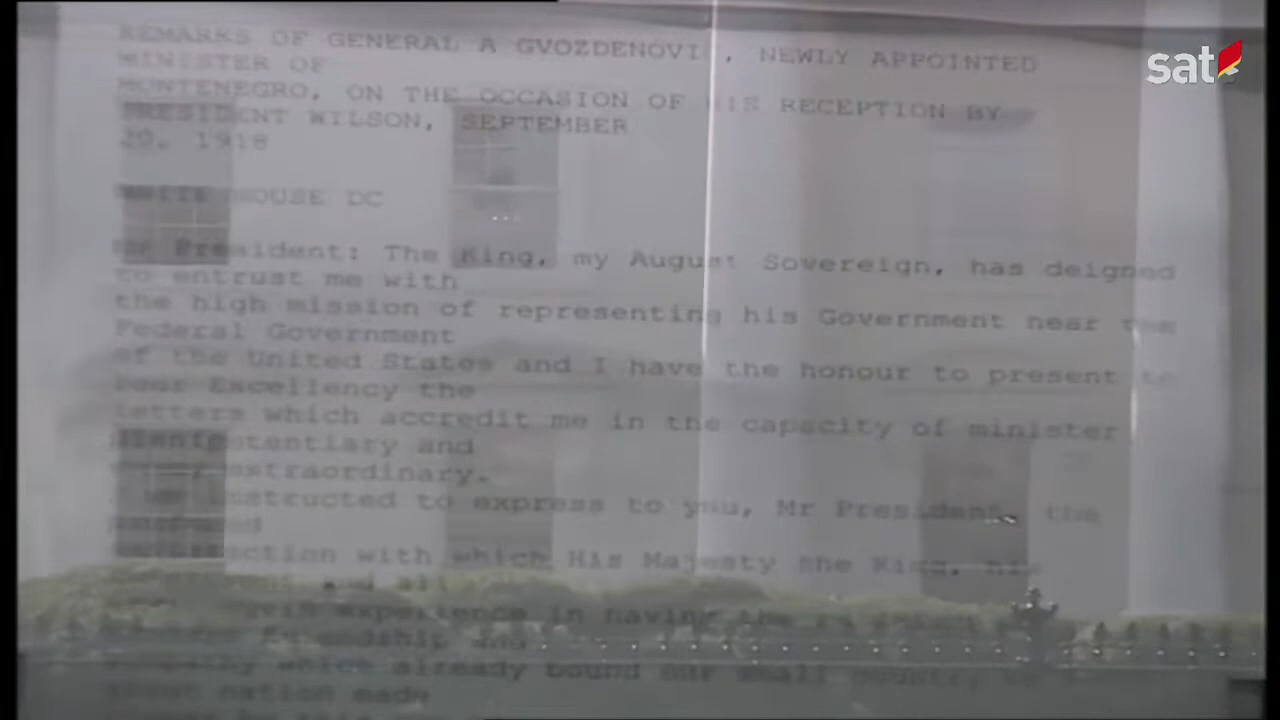 sat
REMARKS OF GENERAL A GVOZDENOVI , NEWLY APPOINTED
MINISTER OF
MONTENEGRO, ON THE OCCASION OF HIS RECEPTION BY
PRESIDENT WILSON, SEPTEMBER
20, 1918
WHITE HOUSE DC
Mr President: The King, my August Sovereign, has deigned
to entrust me with
the high mission of representing his Government near the
Federal Government
of the United States and I have the honour to present to
Excellency the
letters which accredit me in the capacity of minister
plenipotentiary and
extraordinary.
instructed to express to you, Mr President, the
with which His Majesty the King, his
and all
experience in having the
friendship and
sympathy which already bound our small country,
great nation made